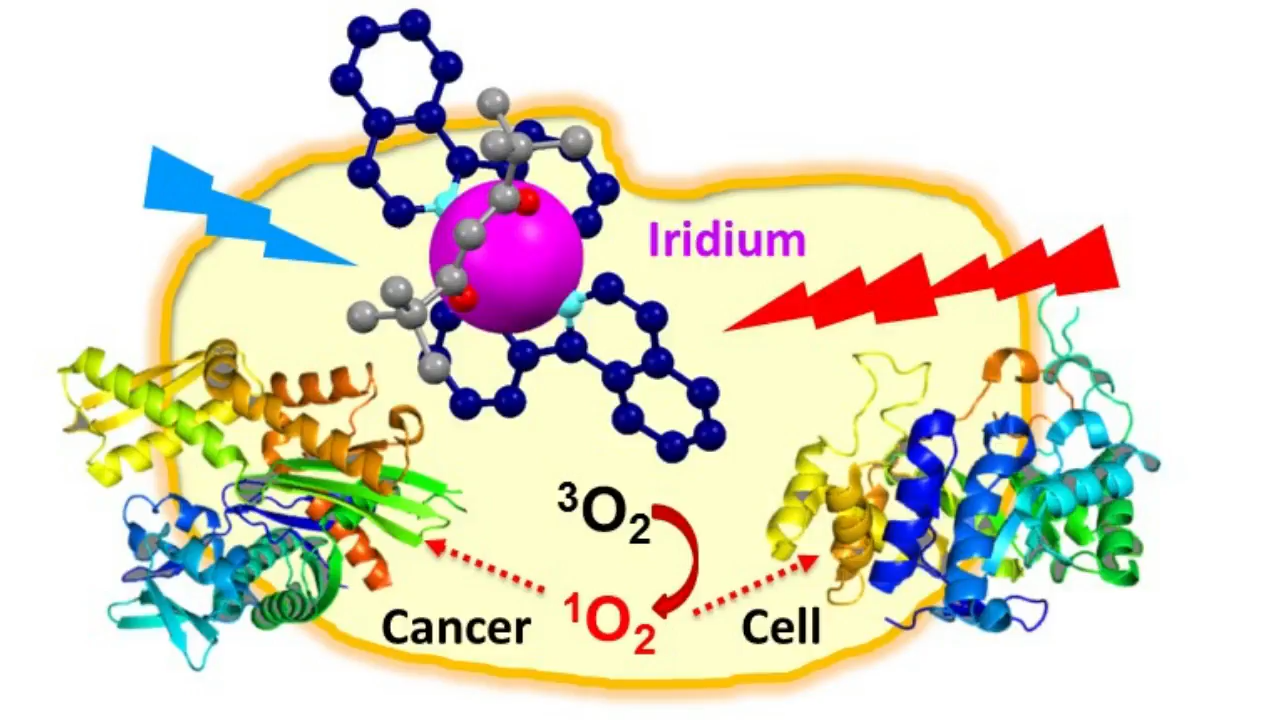 Iridium
³O₂
¹O₂
Cancer
Cell